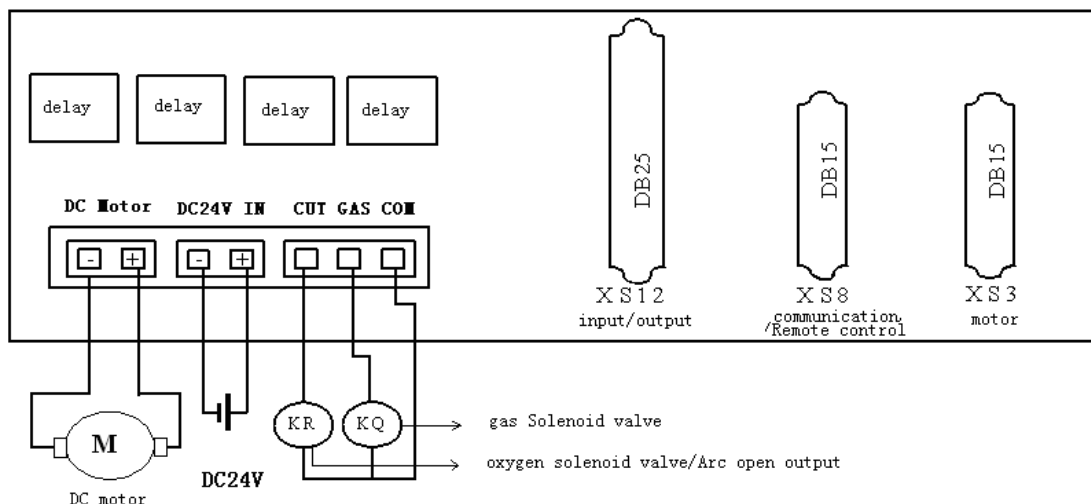 delay delay delay delay
DB25
DB15
DB15
DC Motor DC24V IN CUT GAS COM
- + - +
XS12 XS8 XS3
input/output communication motor
/Remote control
KR KQ gas Solenoid valve
M
oxygen solenoid valve/Arc open output
DC24V
DC motor